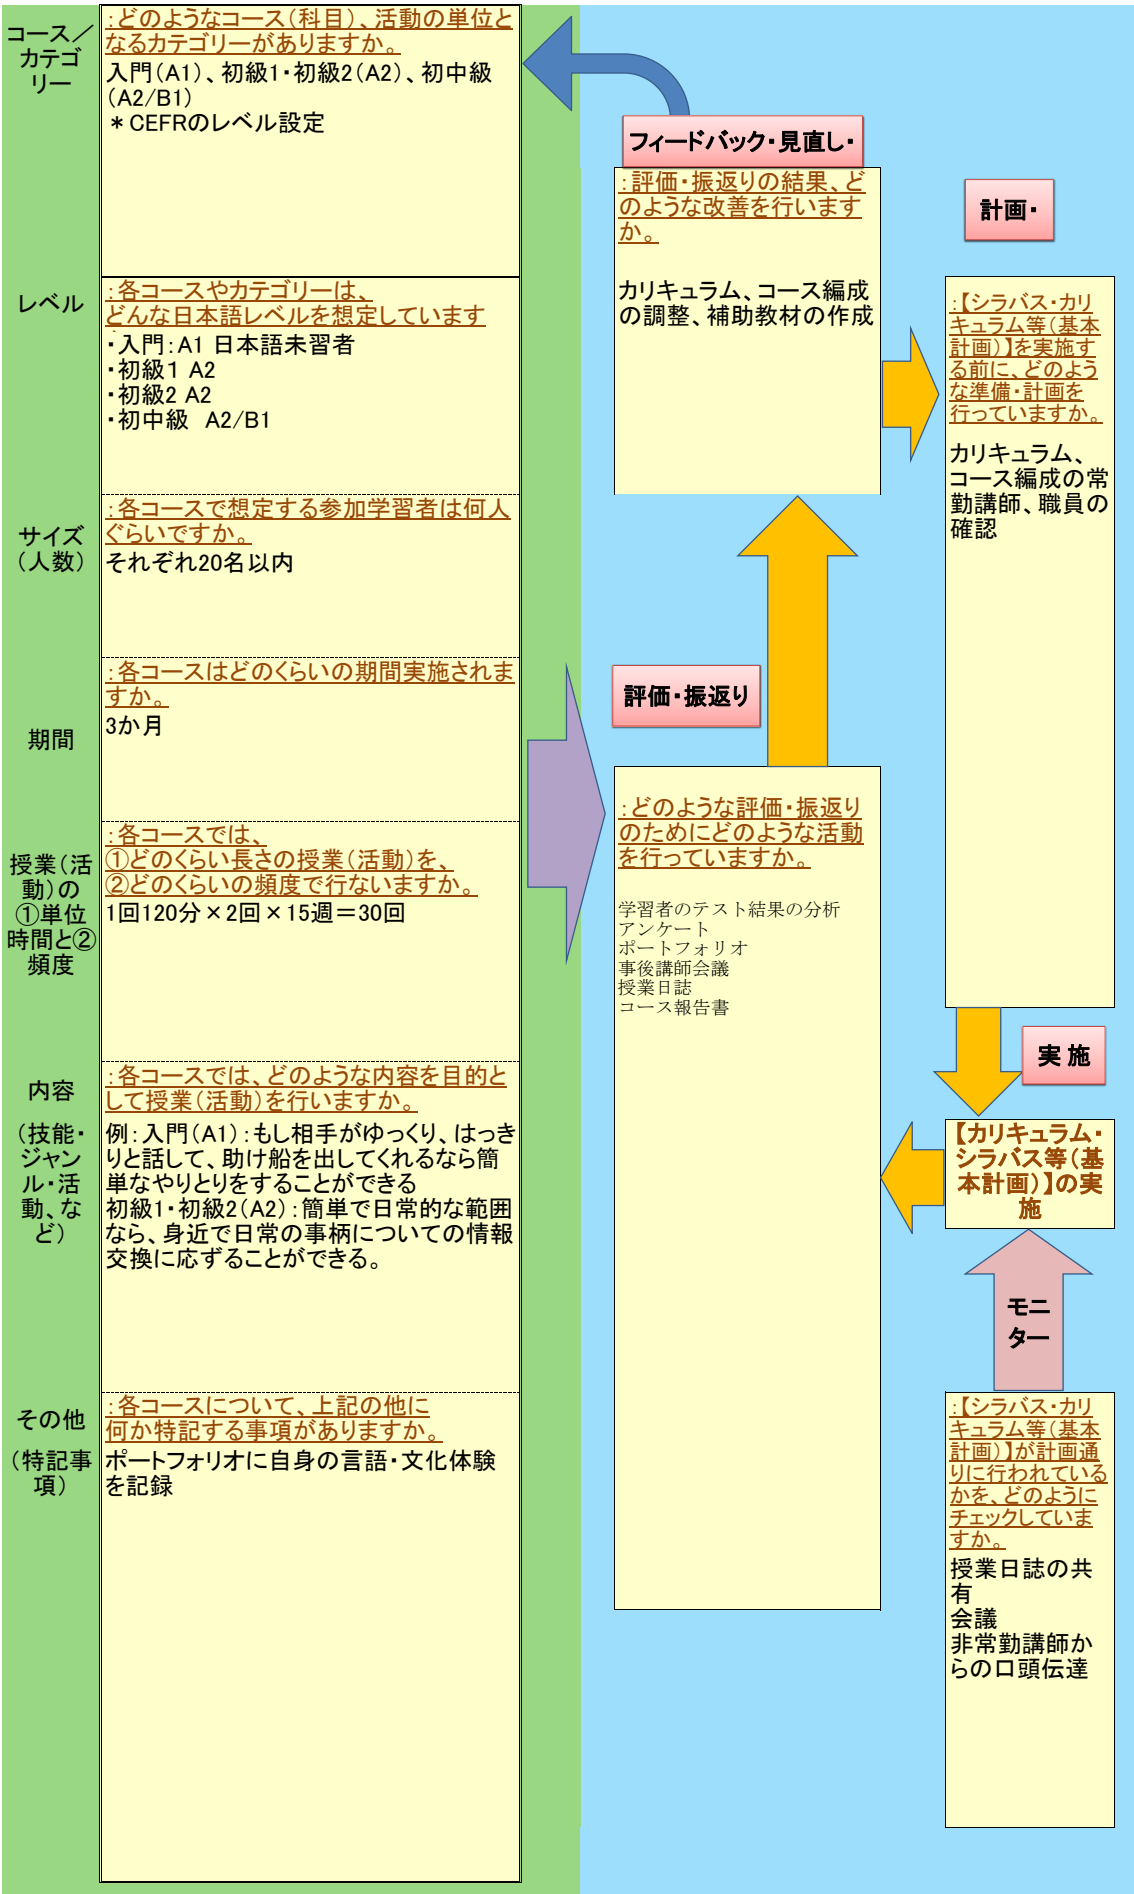 コース／
カテゴ
リー
：どのようなコース（科目）、活動の単位と
なるカテゴリーがありますか。
入門（A1）、初級1・初級2（A2）、初中級
（A2/B1）
＊CEFRのレベル設定
レベル
：各コースやカテゴリーは、
どんな日本語レベルを想定しています
・入門：A1 日本語未習者
・初級1 A2
・初級2 A2
・初中級　A2/B1
サイズ
（人数）
：各コースで想定する参加学習者は何人
ぐらいですか。
それぞれ20名以内
期間
：各コースはどのくらいの期間実施されま
すか。
3か月
授業（活
動）の
①単位
時間と②
頻度
：各コースでは、
①どのくらい長さの授業（活動）を、
②どのくらいの頻度で行ないますか。
1回120分×2回×15週＝30回
内容
（技能・
ジャン
ル・活
動、な
ど）
：各コースでは、どのような内容を目的と
して授業（活動）を行いますか。
例：入門（A1）：もし相手がゆっくり、はっき
りと話して、助け船を出してくれるなら簡
単なやりとりをすることができる
初級1・初級2（A2）：簡単で日常的な範囲
なら、身近で日常の事柄についての情報
交換に応ずることができる。
その他
（特記事
項）
：各コースについて、上記の他に
何か特記する事項がありますか。
ポートフォリオに自身の言語・文化体験
を記録
フィードバック・見直し・
：評価・振返りの結果、ど
のような改善を行います
か。
カリキュラム、コース編成
の調整、補助教材の作成
評価・振返り
：どのような評価・振返り
のためにどのような活動
を行っていますか。
学習者のテスト結果の分析
アンケート
ポートフォリオ
事後講師会議
授業日誌
コース報告書
計画・
：【シラバス・カリ
キュラム等（基本
計画）】を実施す
る前に、どのよう
な準備・計画を
行っていますか。
カリキュラム、
コース編成の常
勤講師、職員の
確認
実 施
【カリキュラム・
シラバス等（基
本計画）】の実
施
モニ
ター
：【シラバス・カリ
キュラム等（基本
計画）】が計画通
りに行われている
かを、どのように
チェックしていま
すか。
授業日誌の共
有
会議
非常勤講師か
らの口頭伝達